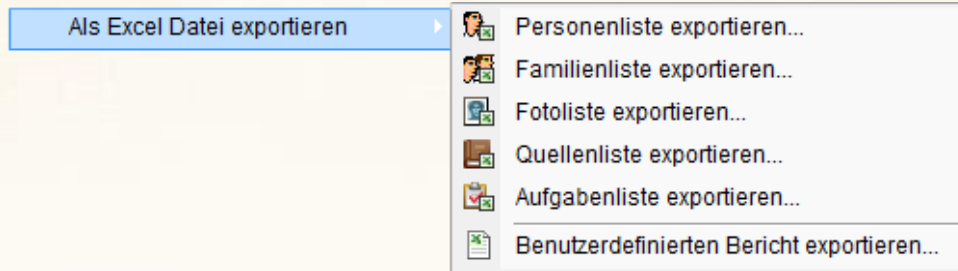 Als Excel Datei exportieren
Personenliste exportieren...
Familienliste exportieren...
Fotoliste exportieren...
Quellenliste exportieren...
Aufgabenliste exportieren...
Benutzerdefinierten Bericht exportieren...